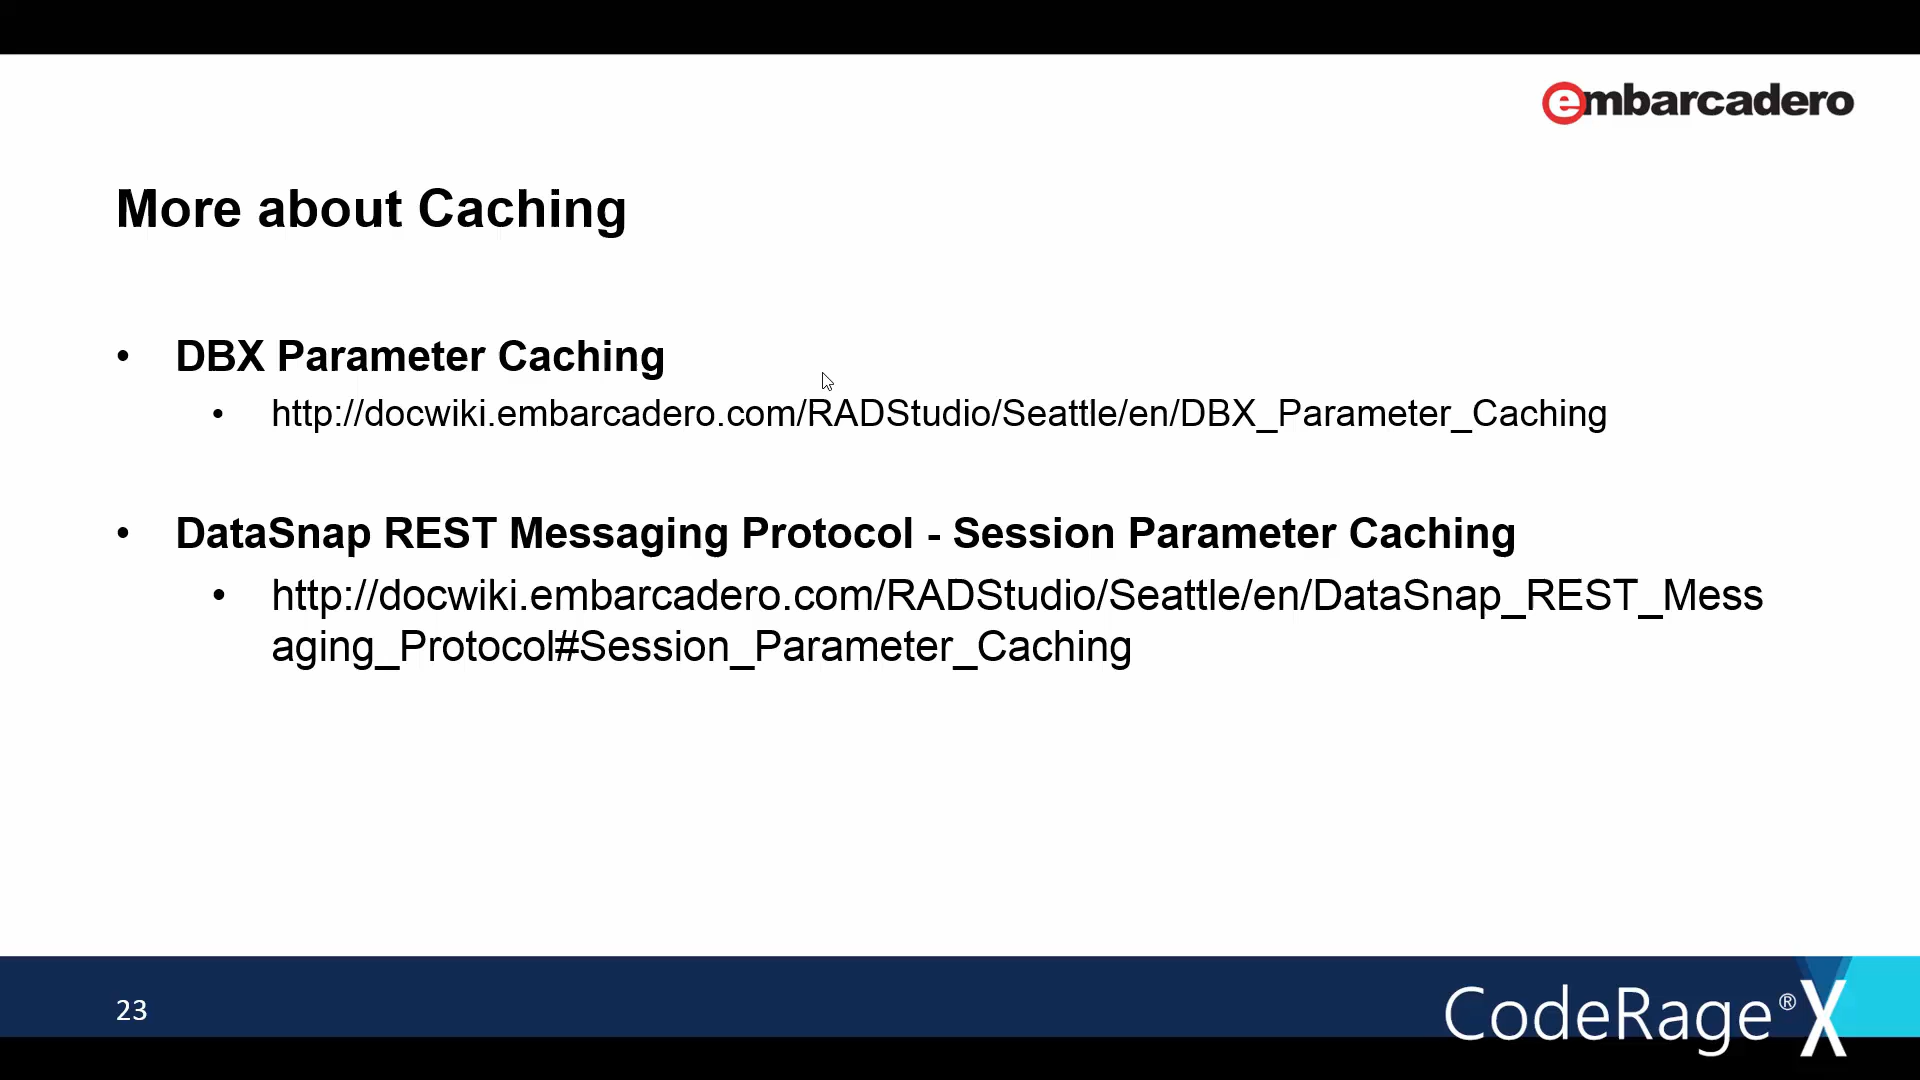 embarcadero
More about Caching
• DBX Parameter Caching
• http://docwiki.embarcadero.com/RADStudio/Seattle/en/DBX_Parameter_Caching
• DataSnap REST Messaging Protocol - Session Parameter Caching
• http://docwiki.embarcadero.com/RADStudio/Seattle/en/DataSnap_REST_Mess
aging_Protocol#Session_Parameter_Caching
23
CodeRage® X